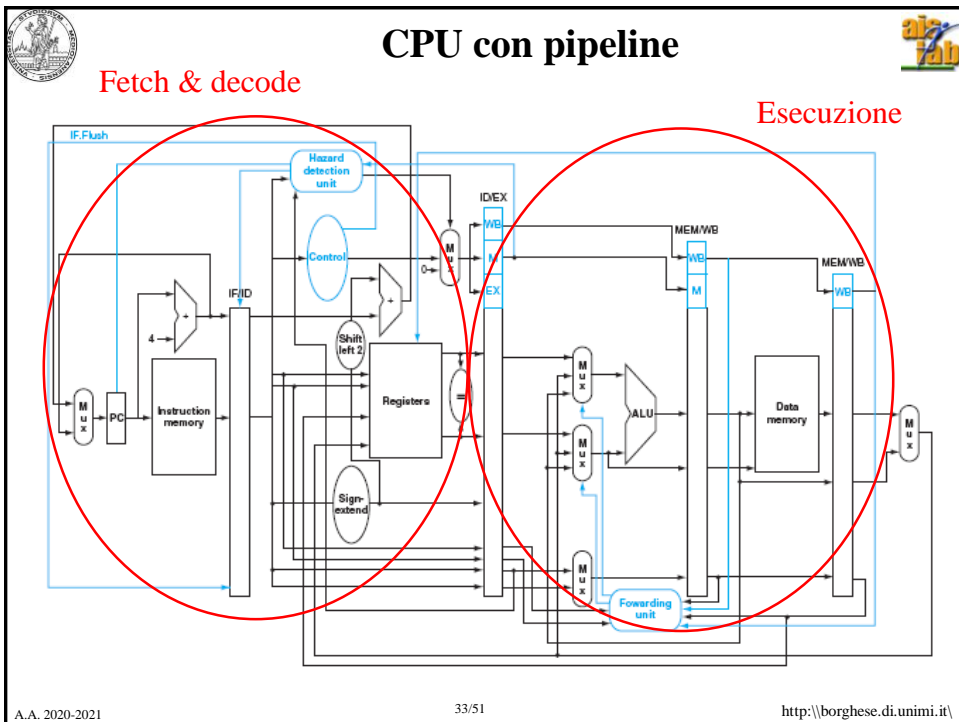 CPU con pipeline
Fetch & decode
Esecuzione
IF.Flush
Hazard
detection
unit
ID/EX
WB
M
EX
Control
M
u
x
0
MEM/WB
WB
M
MEM/WB
WB
IF/ID
+
4
+
Shift
left 2
M
u
x
PC
Instruction
memory
Registers
=
Sign-
extend
M
u
x
M
u
x
ALU
Data
memory
M
u
x
M
u
x
Fowarding
unit
A.A. 2020-2021
33/51
http:\\borghese.di.unimi.it\